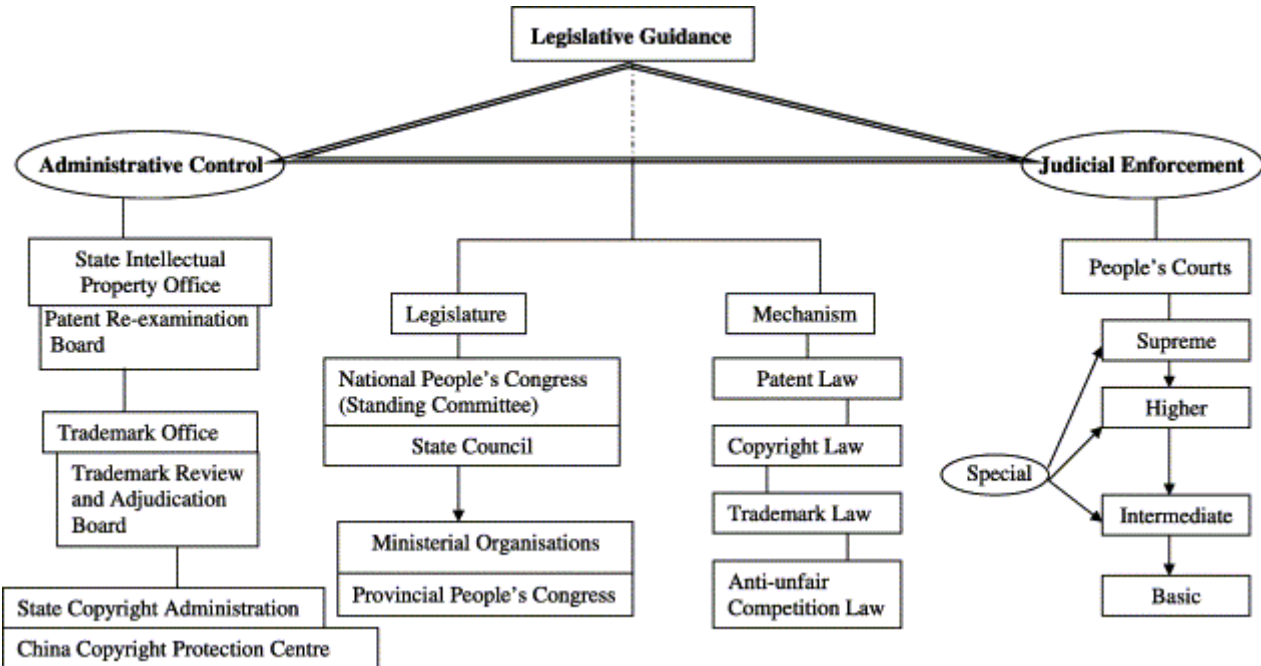 Legislative Guidance
Administrative Control
Judicial Enforcement
State Intellectual
Property Office
Patent Re-examination
Board
Trademark Office
Trademark Review
and Adjudication
Board
State Copyright Administration
China Copyright Protection Centre
Legislature
National People's Congress
(Standing Committee)
State Council
Ministerial Organisations
Provincial People's Congress
Mechanism
Patent Law
Copyright Law
Trademark Law
Anti-unfair
Competition Law
People's Courts
Supreme
Higher
Special
Intermediate
Basic